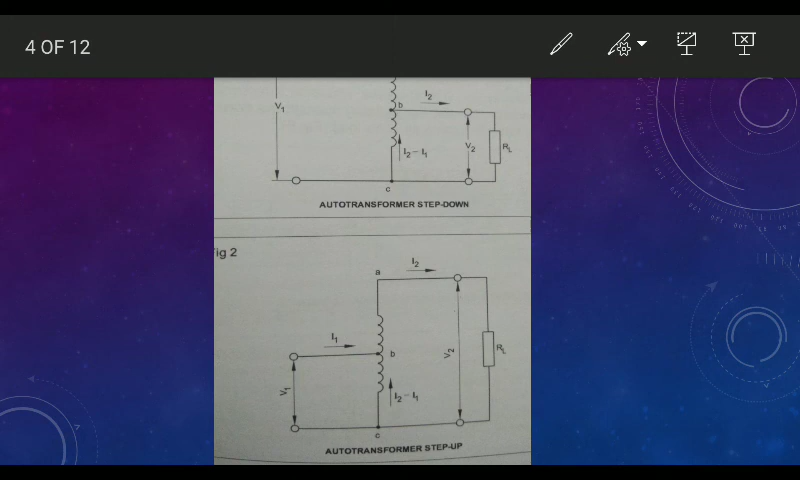 4 OF 12
V1
b
I2
I2 – I1
V2
RL
c
AUTOTRANSFORMER STEP-DOWN
ig 2
a
I2
I1
b
V2
RL
V1
I2 – I1
c
AUTOTRANSFORMER STEP-UP